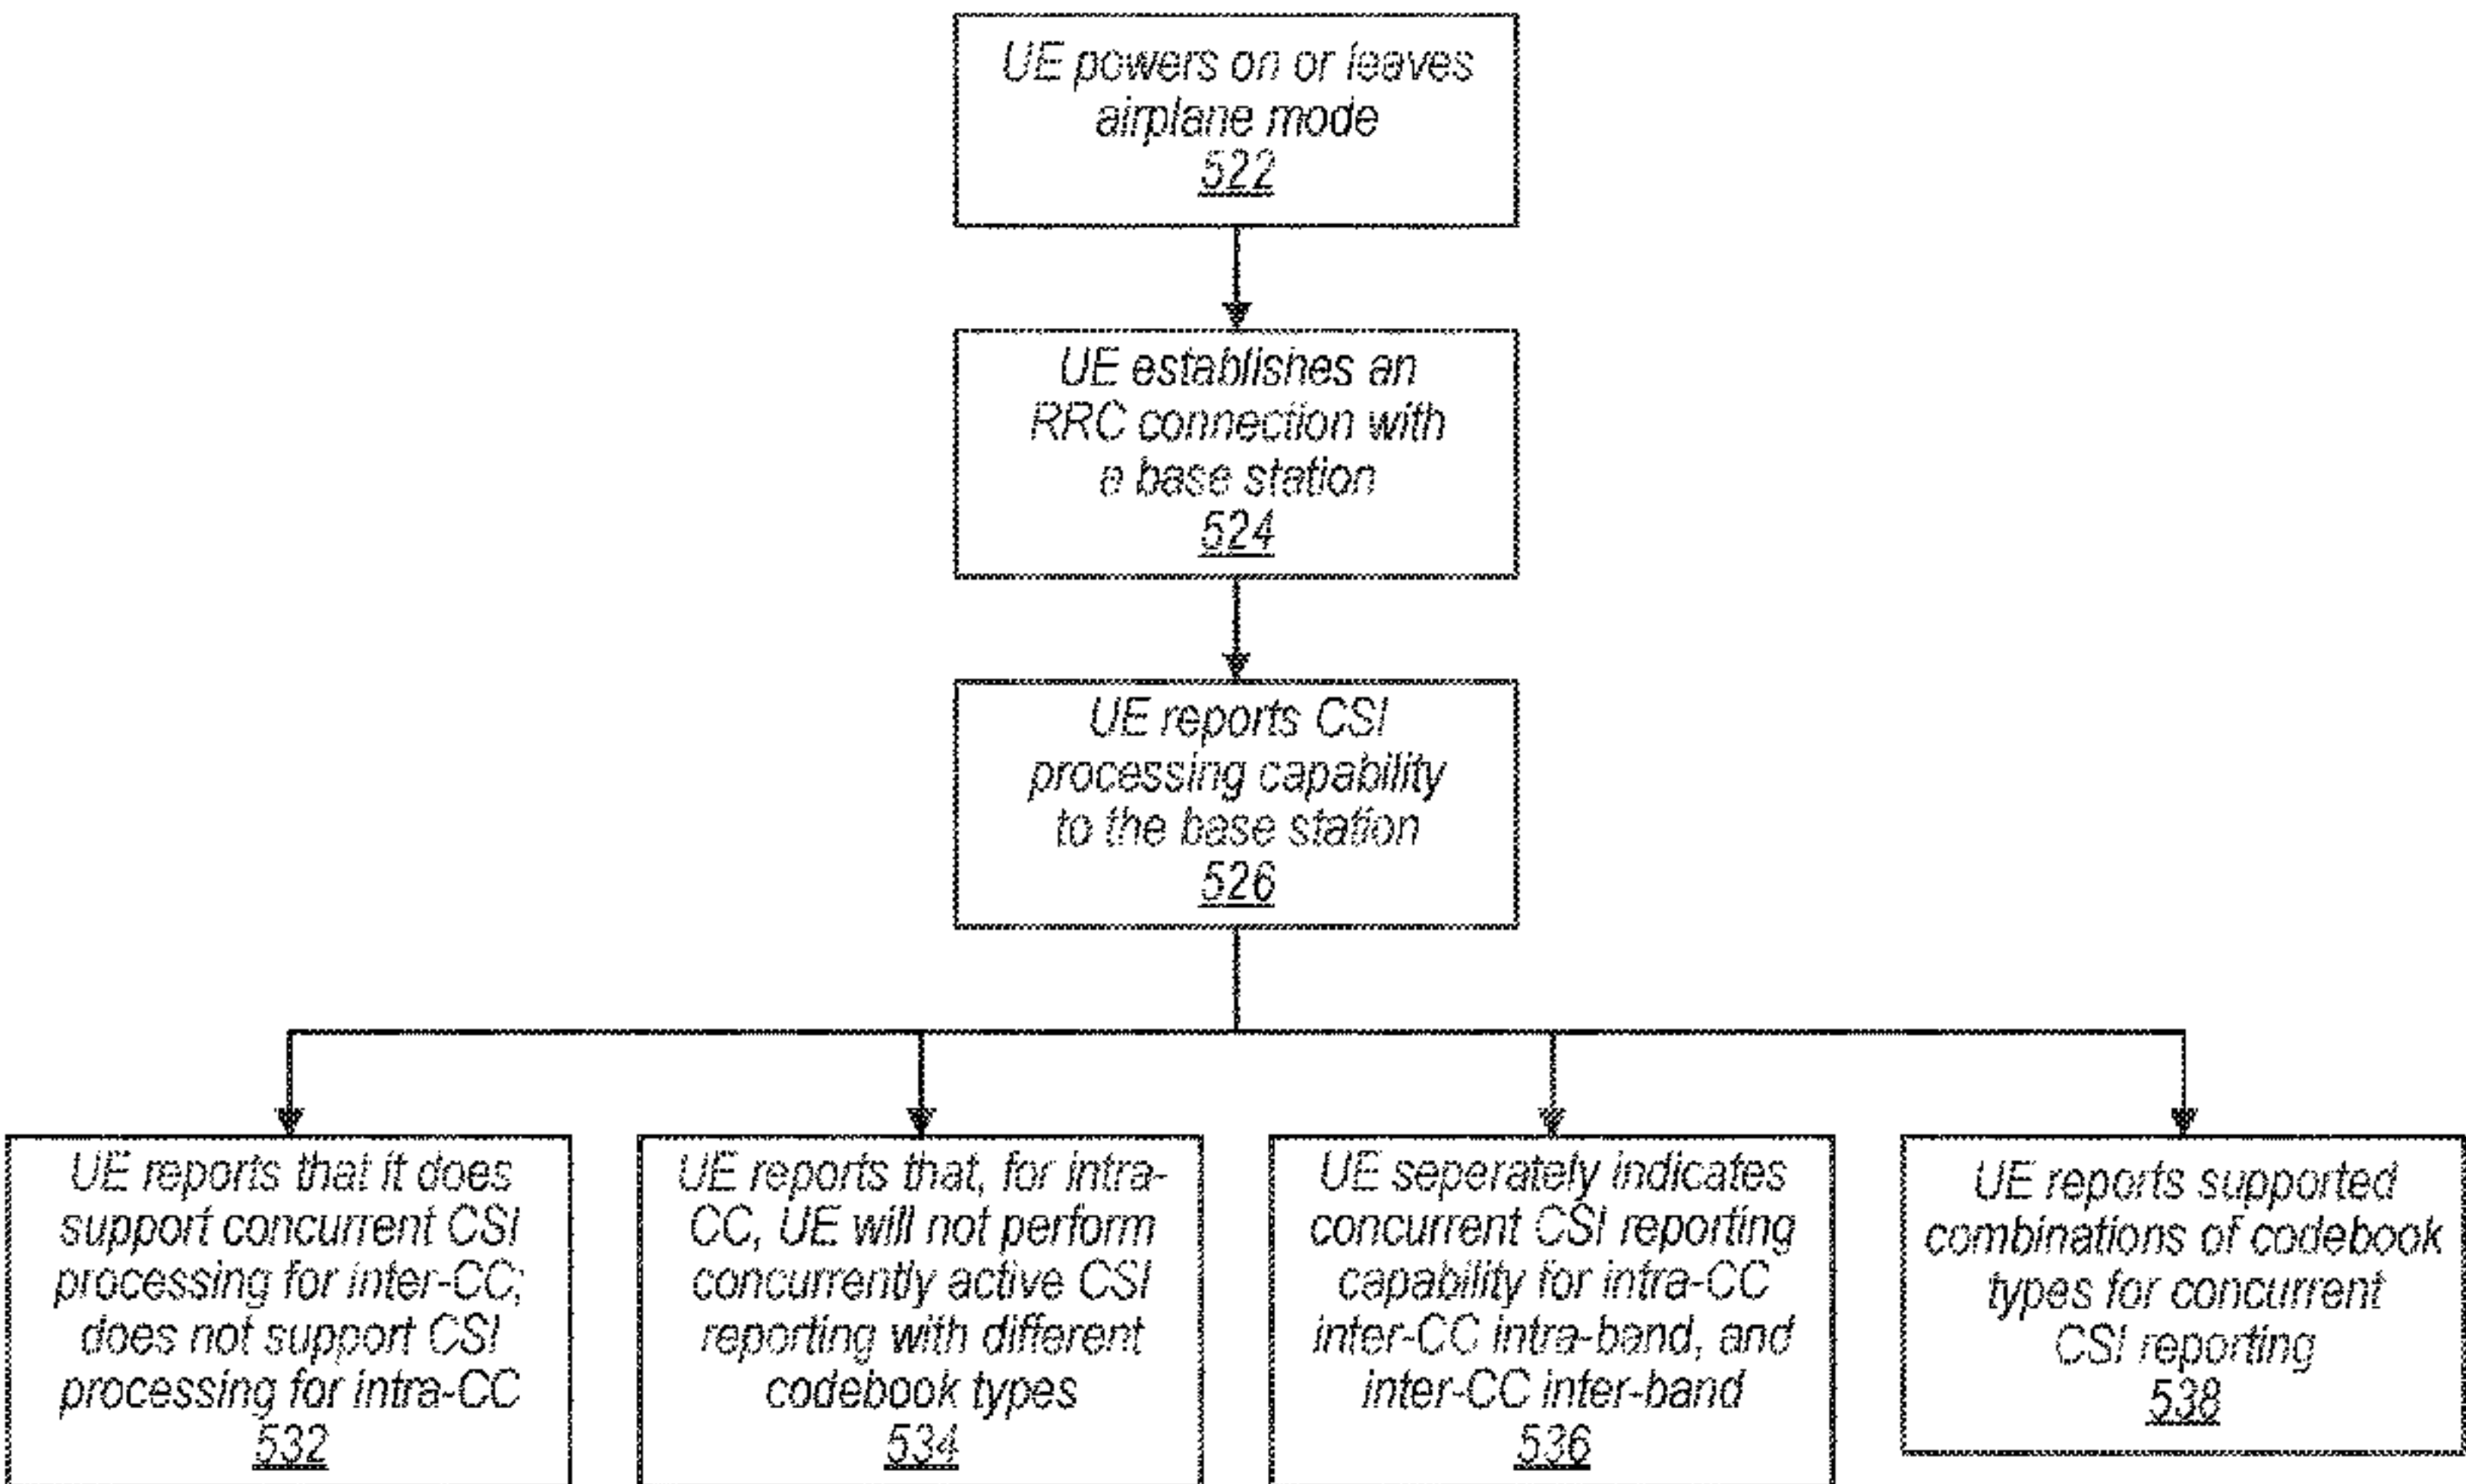 UE powers on or leaves
airplane mode
522
UE establishes an
RRC connection with
a base station
524
UE reports CSI
processing capability
to the base station
526
UE reports that it does
support concurrent CSI
processing for inter-CC;
does not support CSI
processing for intra-CC
532
UE reports that, for intra-
CC, UE will not perform
concurrently active CSI
reporting with different
codebook types
534
UE seperately indicates
concurrent CSI reporting
capability for intra-CC
inter-CC intra-band, and
inter-CC inter-band
536
UE reports supported
combinations of codebook
types for concurrent
CSI reporting
538